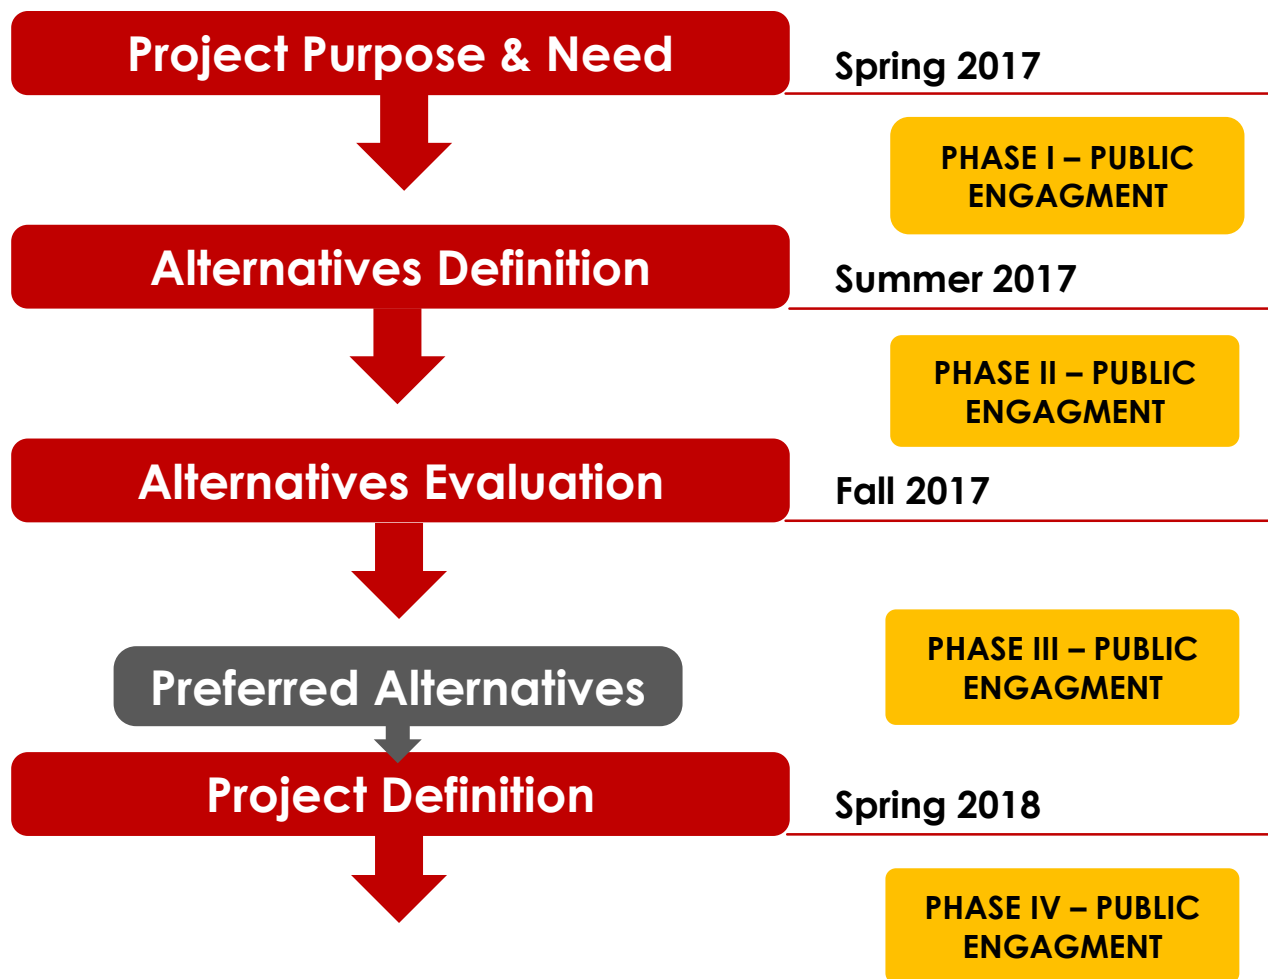 Project Purpose & Need
Spring 2017
PHASE I – PUBLIC
ENGAGMENT
Alternatives Definition
Summer 2017
PHASE II – PUBLIC
ENGAGMENT
Alternatives Evaluation
Fall 2017
PHASE III – PUBLIC
ENGAGMENT
Preferred Alternatives
Project Definition
Spring 2018
PHASE IV – PUBLIC
ENGAGMENT